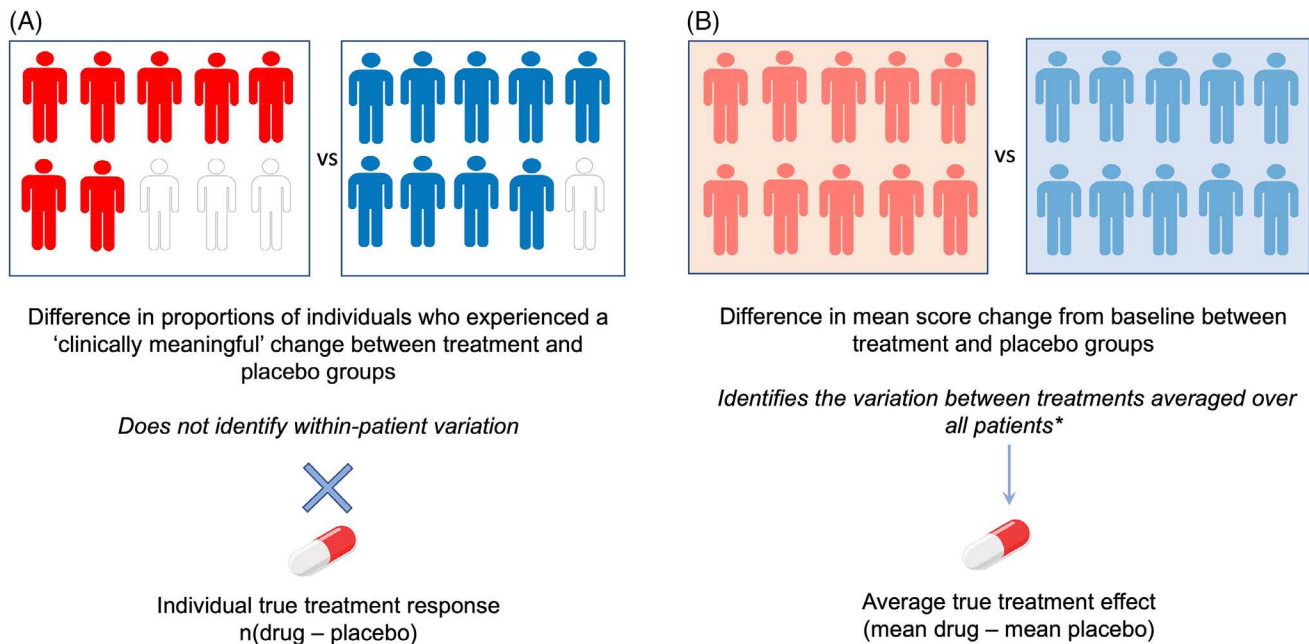 (A)
vs
Difference in proportions of individuals who experienced a
‘clinically meaningful’ change between treatment and
placebo groups
Does not identify within-patient variation
Individual true treatment response
n(drug – placebo)
(B)
vs
Difference in mean score change from baseline between
treatment and placebo groups
Identifies the variation between treatments averaged over
all patients*
Average true treatment effect
(mean drug – mean placebo)